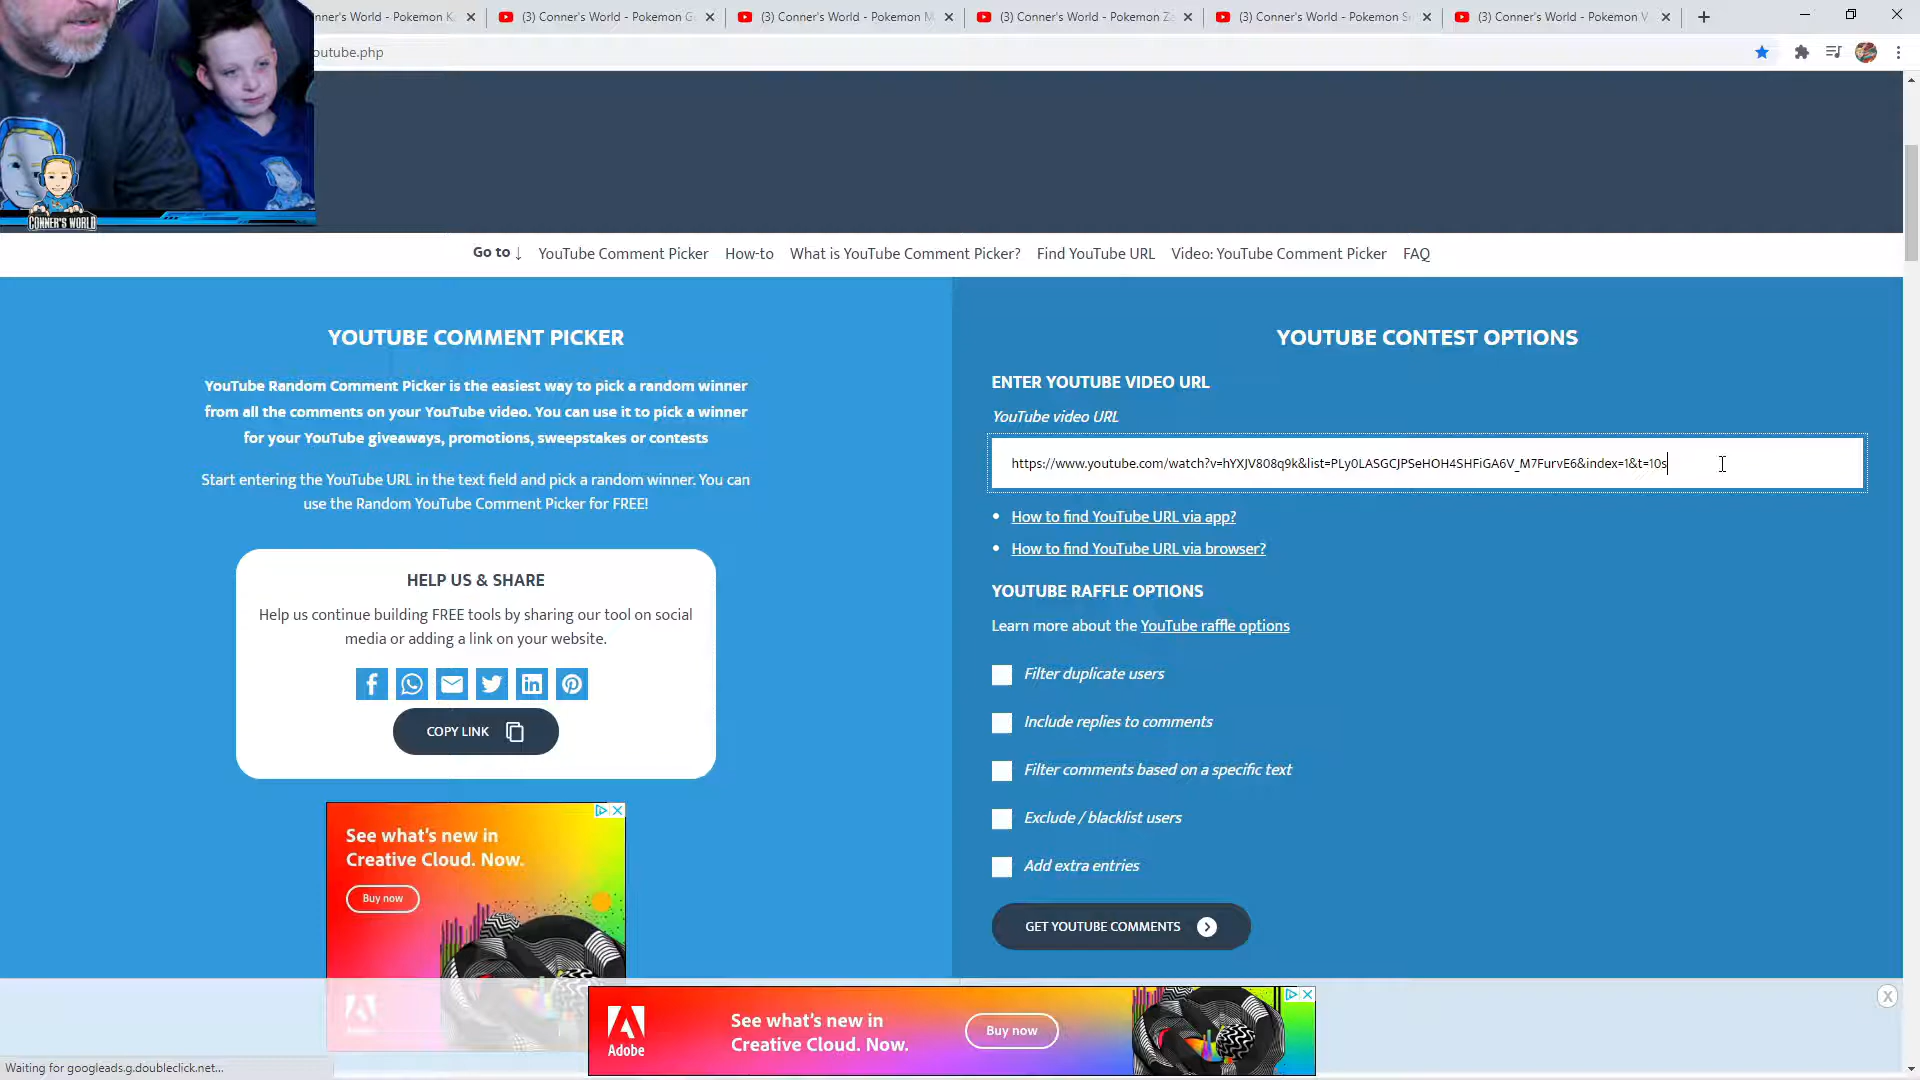 nner's World - Pokemon K
(3) Conner's World - Pokemon G
(3) Conner's World - Pokemon M
(3) Conner's World - Pokemon Z
(3) Conner's World - Pokemon S
(3) Conner's World - Pokemon V
outube.php
CONNER'S WORLD
Go to ↓ YouTube Comment Picker How-to What is YouTube Comment Picker? Find YouTube URL Video: YouTube Comment Picker FAQ
YOUTUBE COMMENT PICKER
YouTube Random Comment Picker is the easiest way to pick a random winner
from all the comments on your YouTube video. You can use it to pick a winner
for your YouTube giveaways, promotions, sweepstakes or contests
Start entering the YouTube URL in the text field and pick a random winner. You can
use the Random YouTube Comment Picker for FREE!
HELP US & SHARE
Help us continue building FREE tools by sharing our tool on social
media or adding a link on your website.
COPY LINK
See what's new in
Creative Cloud. Now.
Buy now
YOUTUBE CONTEST OPTIONS
ENTER YOUTUBE VIDEO URL
YouTube video URL
https://www.youtube.com/watch?v=hYXJV808q9k&list=PLy0LASGCJPSeHOH4SHFiGA6V_M7FurvE6&index=1&t=10s
• How to find YouTube URL via app?
• How to find YouTube URL via browser?
YOUTUBE RAFFLE OPTIONS
Learn more about the YouTube raffle options
Filter duplicate users
Include replies to comments
Filter comments based on a specific text
Exclude / blacklist users
Add extra entries
GET YOUTUBE COMMENTS
Adobe
See what's new in
Creative Cloud. Now.
Buy now
X
Waiting for googleads.g.doubleclick.net...